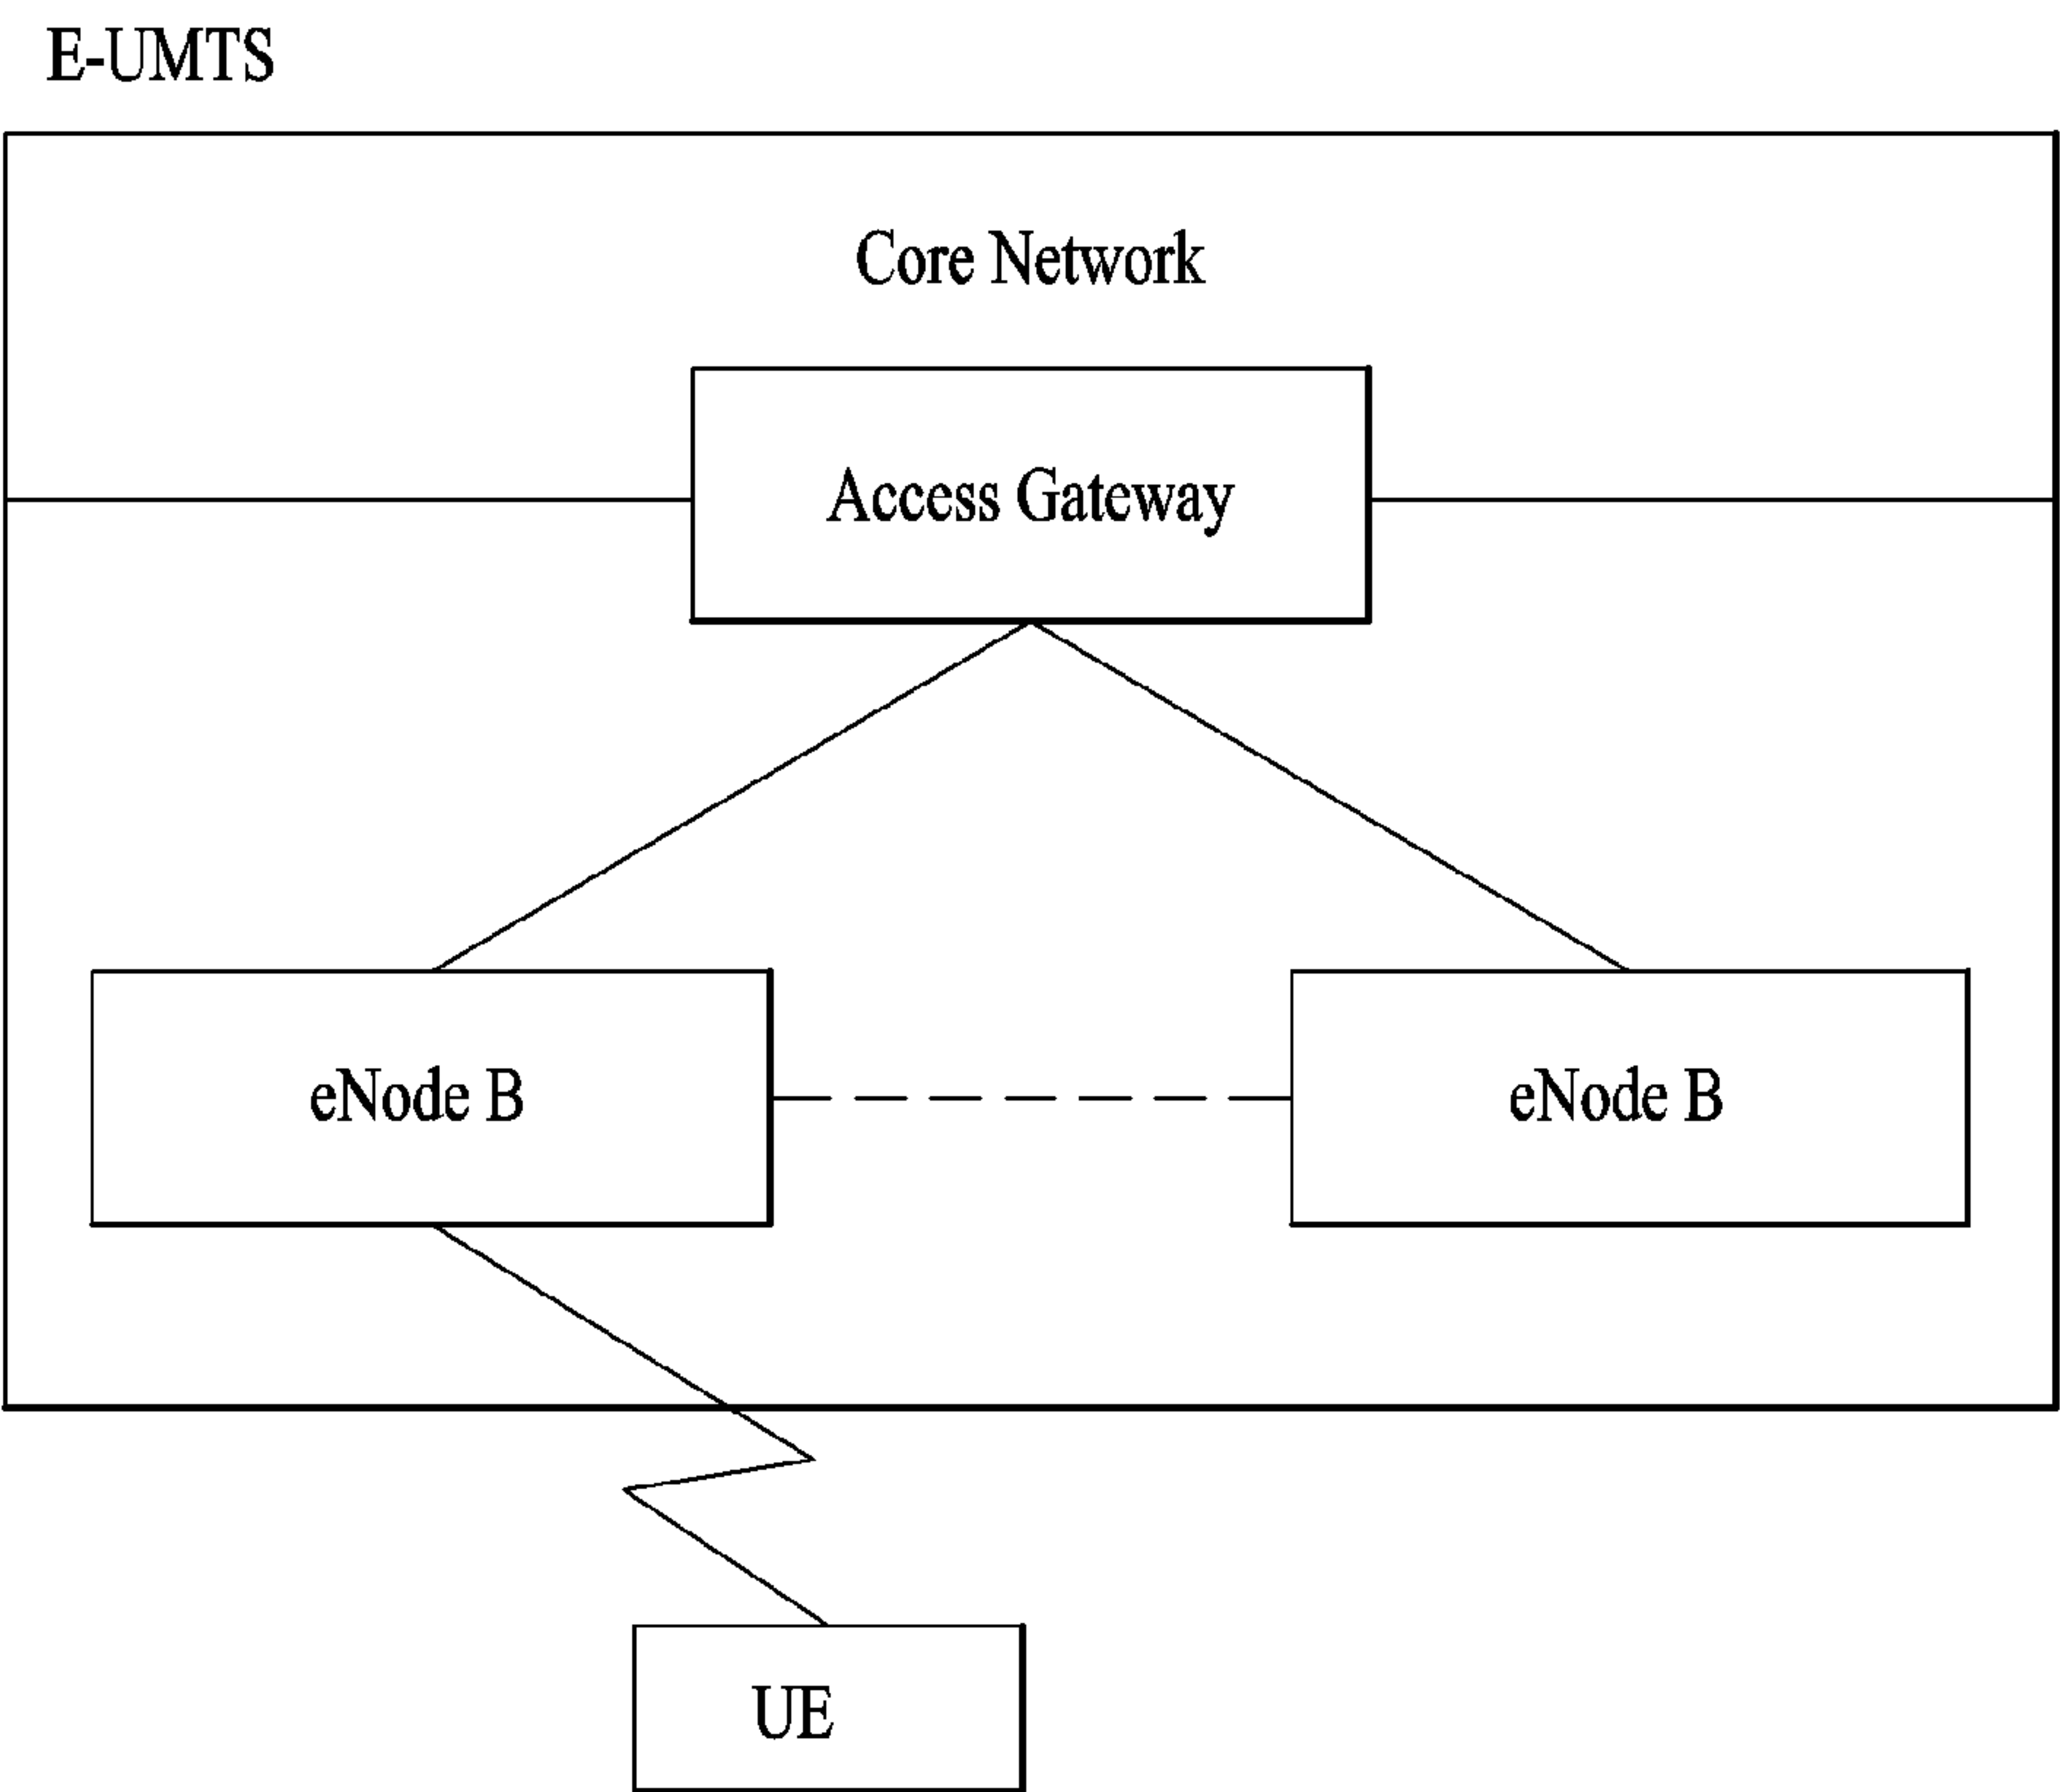 E-UMTS
Core Network
Access Gateway
eNode B
eNode B
UE